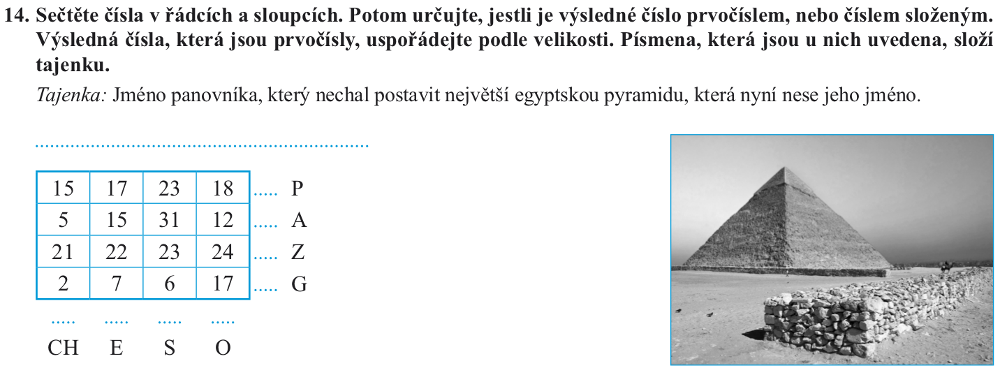 14. Sečtěte čísla v řádcích a sloupcích. Potom určujte, jestli je výsledné číslo prvočíslem, nebo číslem složeným.
Výsledná čísla, která jsou prvočísly, uspořádejte podle velikosti. Písmena, která jsou u nich uvedena, složí
tajenku.
Tajenka: Jméno panovníka, který nechal postavit největší egyptskou pyramidu, která nyní nese jeho jméno.
................................................................
15 17 23 18 ..... P
5 15 31 12 ..... A
21 22 23 24 ..... Z
2 7 6 17 ..... G
..... ..... ..... .....
CH E S O